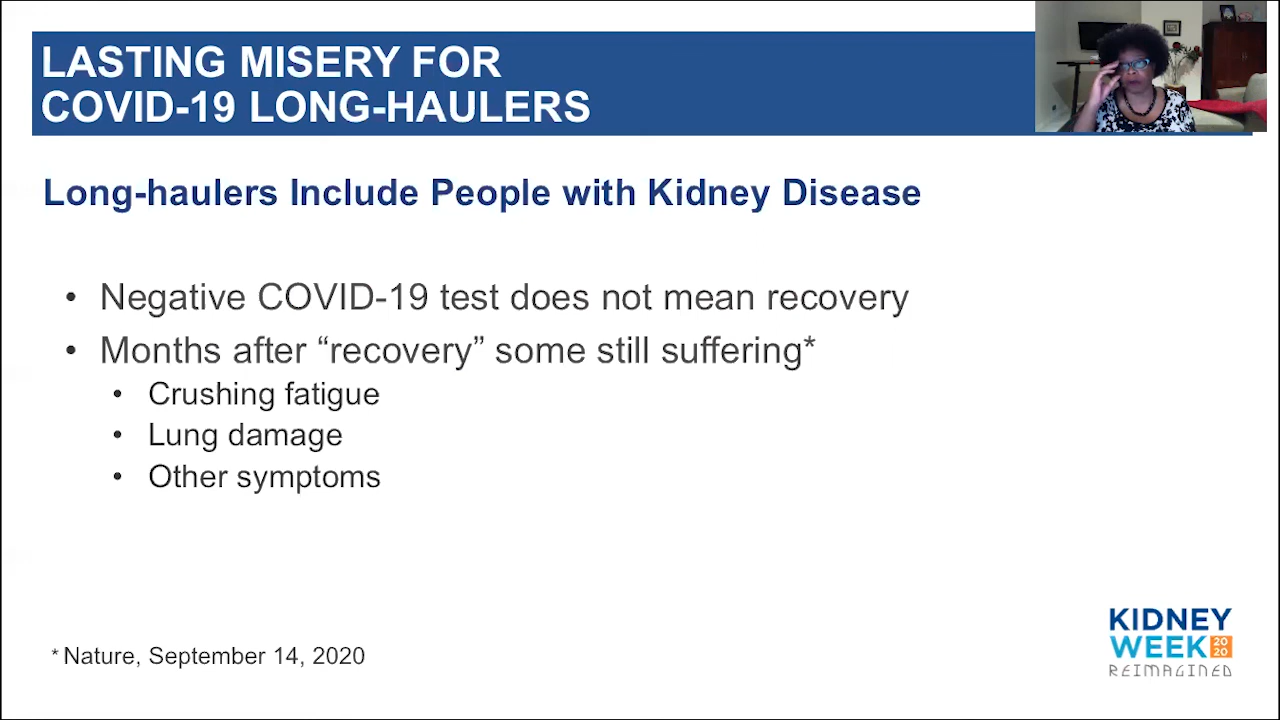 LASTING MISERY FOR
COVID-19 LONG-HAULERS
Long-haulers Include People with Kidney Disease
• Negative COVID-19 test does not mean recovery
• Months after “recovery” some still suffering*
• Crushing fatigue
• Lung damage
• Other symptoms
* Nature, September 14, 2020
KIDNEY
WEEK 20
20
REIMAGINED